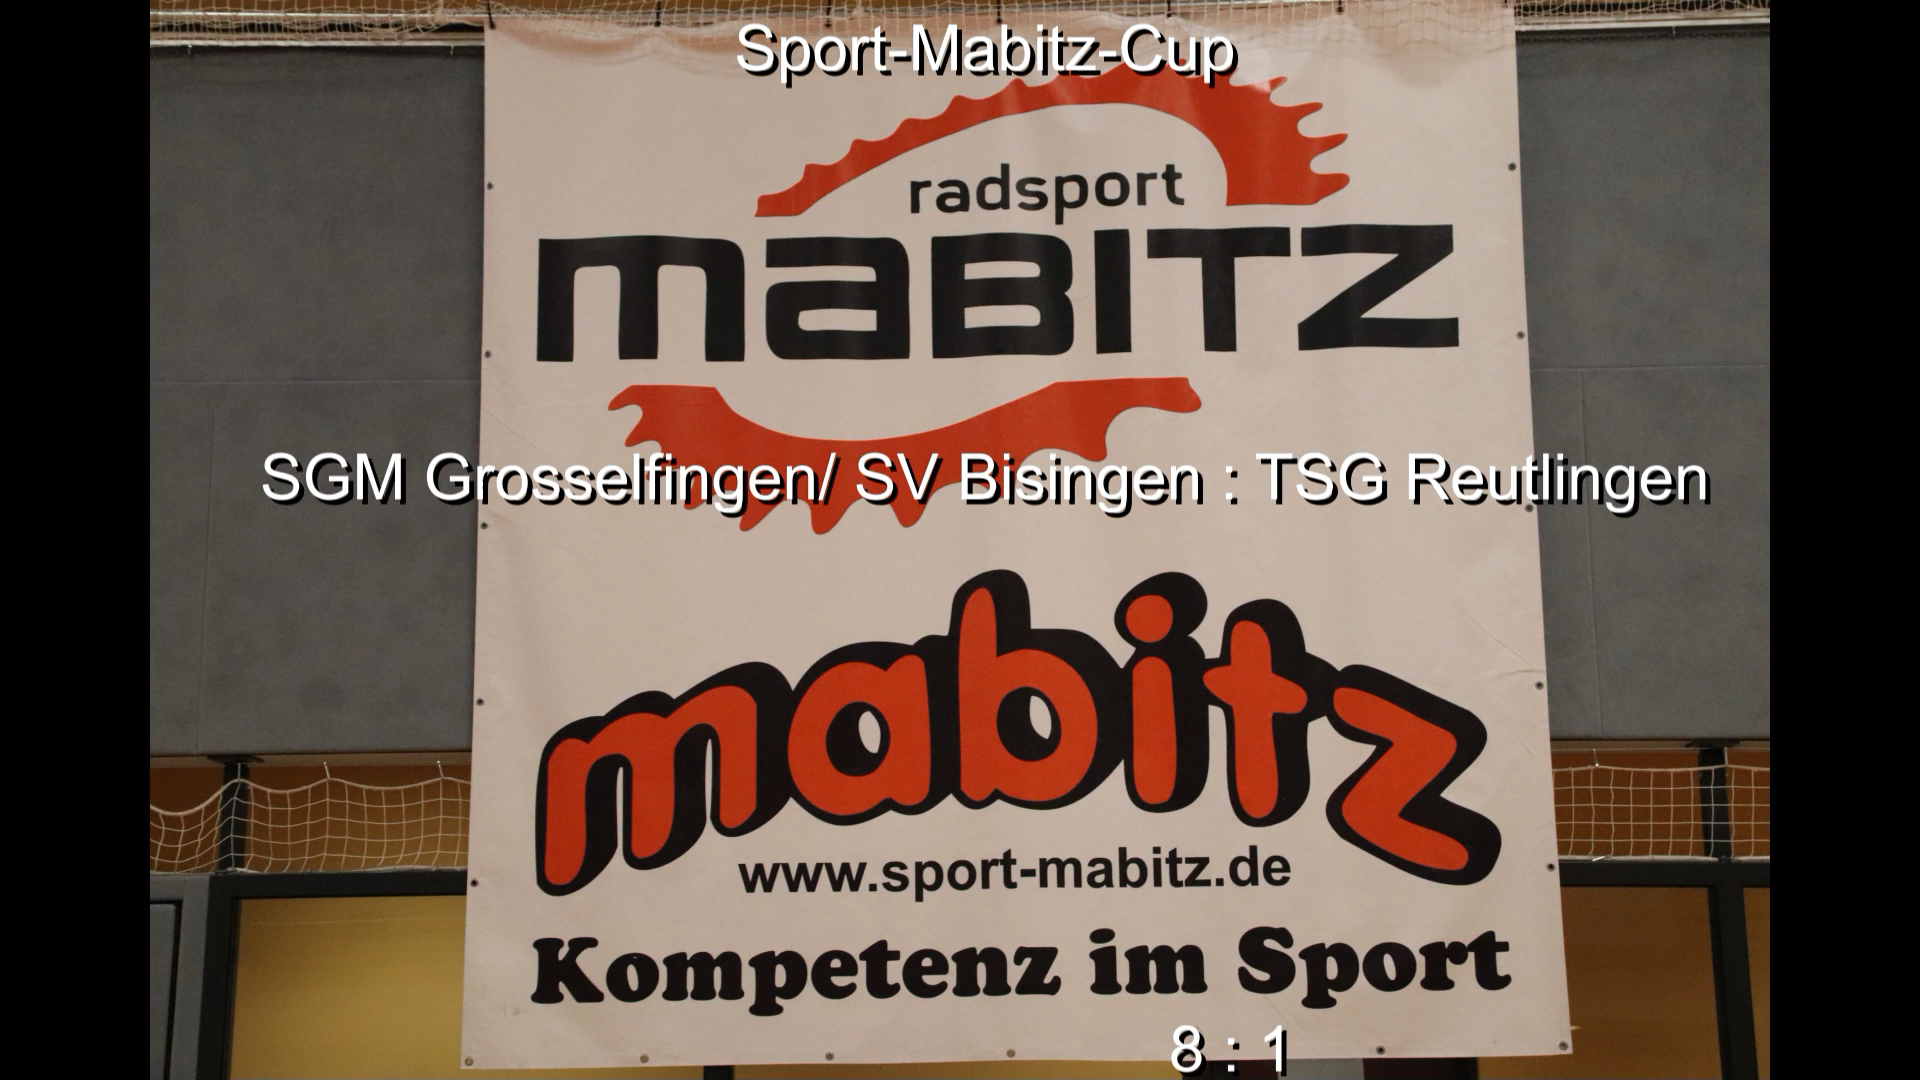 Sport-Mabitz-Cup
radsport
maBITZ
SGM Grosselfingen/ SV Bisingen : TSG Reutlingen
mabitz
www.sport-mabitz.de
Kompetenz im Sport
8 : 1